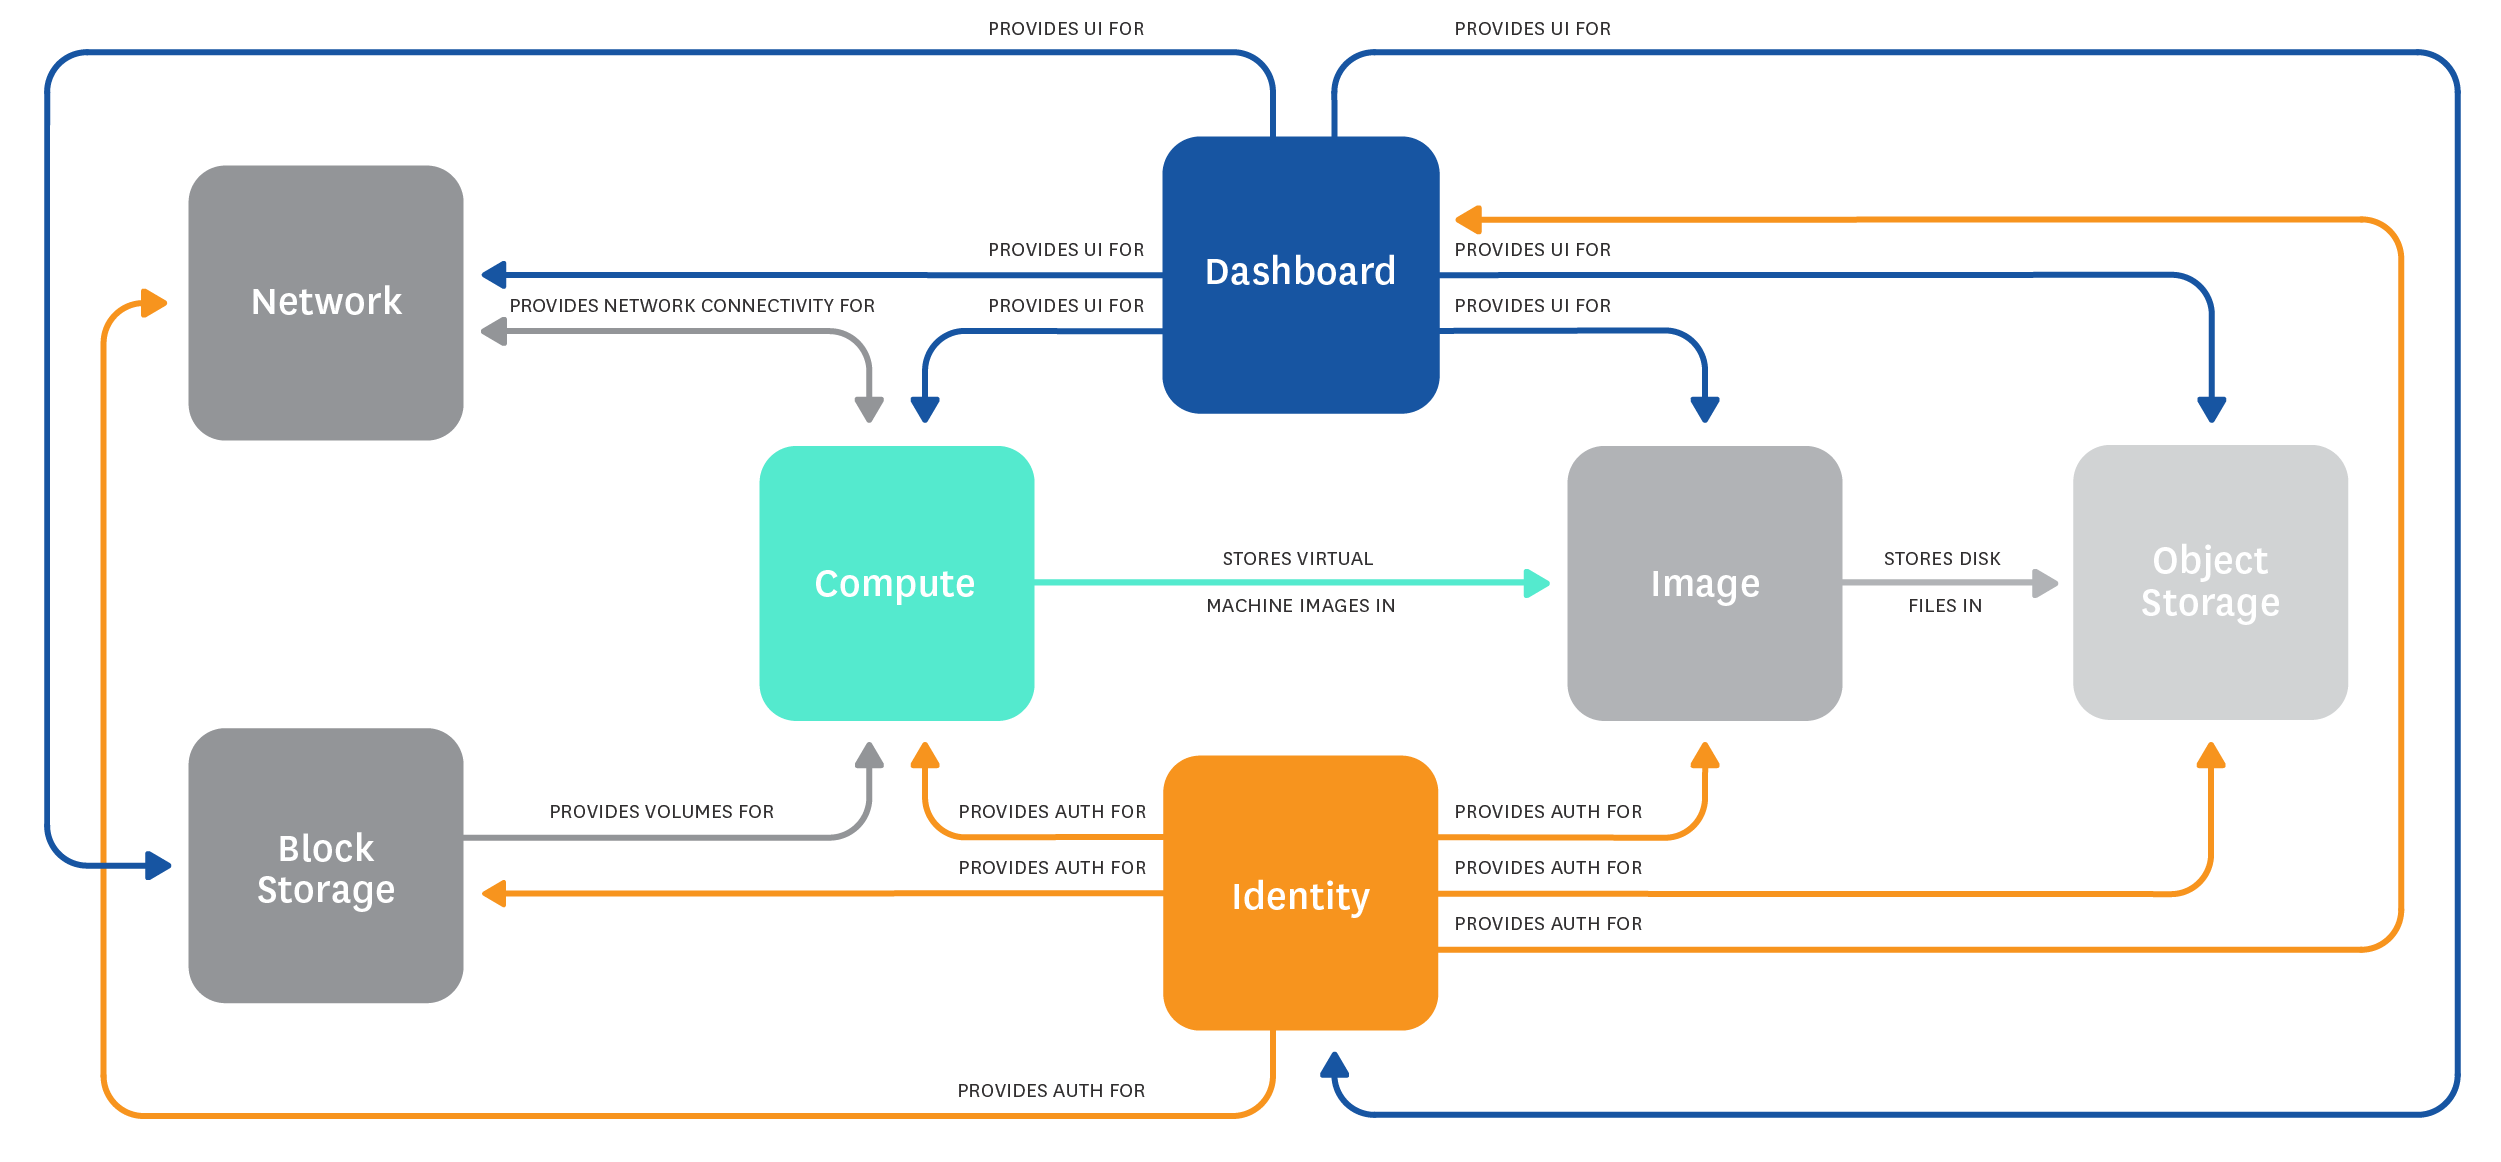 PROVIDES UI FOR
PROVIDES UI FOR
PROVIDES UI FOR
PROVIDES UI FOR
Dashboard
Network
PROVIDES NETWORK CONNECTIVITY FOR
PROVIDES UI FOR
PROVIDES UI FOR
STORES VIRTUAL
MACHINE IMAGES IN
STORES DISK
FILES IN
Compute
Image
Object
Storage
PROVIDES VOLUMES FOR
PROVIDES AUTH FOR
PROVIDES AUTH FOR
Block
Storage
PROVIDES AUTH FOR
PROVIDES AUTH FOR
Identity
PROVIDES AUTH FOR
PROVIDES AUTH FOR